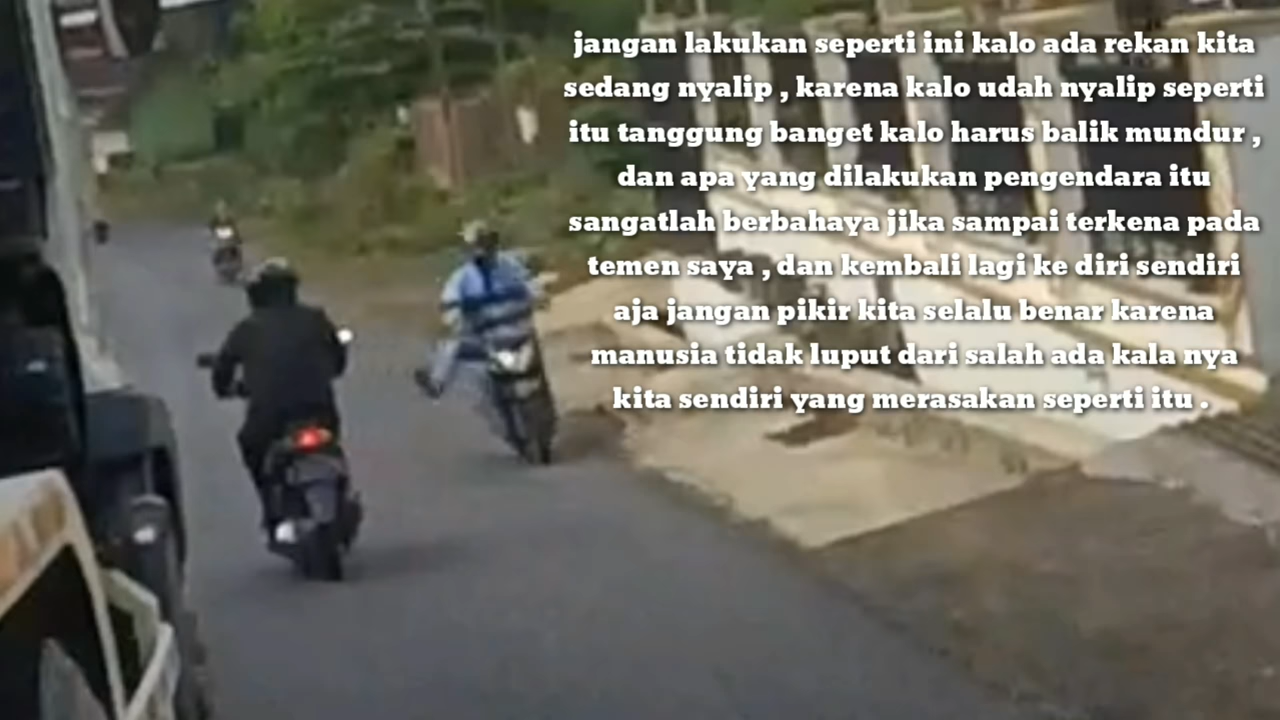 jangan lakukan seperti ini kalo ada rekan kita
sedang nyalip , karena kalo udah nyalip seperti
itu tanggung banget kalo harus balik mundur ,
dan apa yang dilakukan pengendara itu
sangatlah berbahaya jika sampai terkena pada
temen saya , dan kembali lagi ke diri sendiri
aja jangan pikir kita selalu benar karena
manusia tidak luput dari salah ada kala nya
kita sendiri yang merasakan seperti itu .